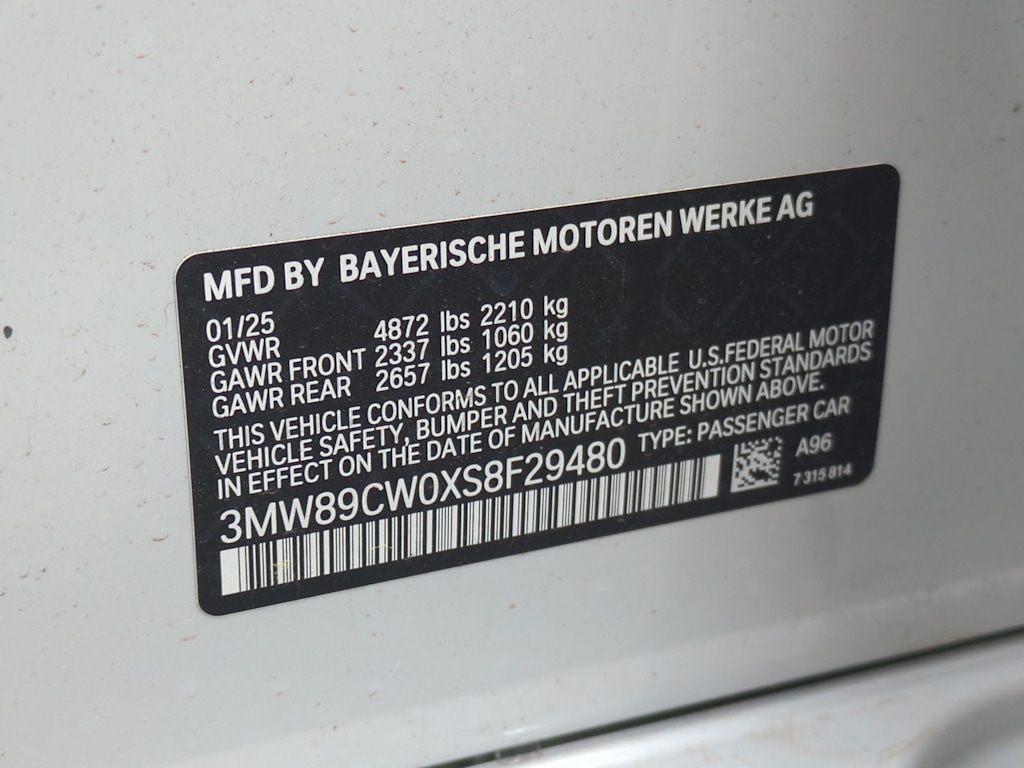 MFD BY BAYERISCHE MOTOREN WERKE AG
01/25
GVWR 4872 lbs 2210 kg
GAWR FRONT 2337 lbs 1060 kg
GAWR REAR 2657 lbs 1205 kg
THIS VEHICLE CONFORMS TO ALL APPLICABLE U.S.FEDERAL MOTOR
VEHICLE SAFETY, BUMPER AND THEFT PREVENTION STANDARDS
IN EFFECT ON THE DATE OF MANUFACTURE SHOWN ABOVE.
3MW89CW0XS8F29480 TYPE: PASSENGER CAR
A96
7 315 814